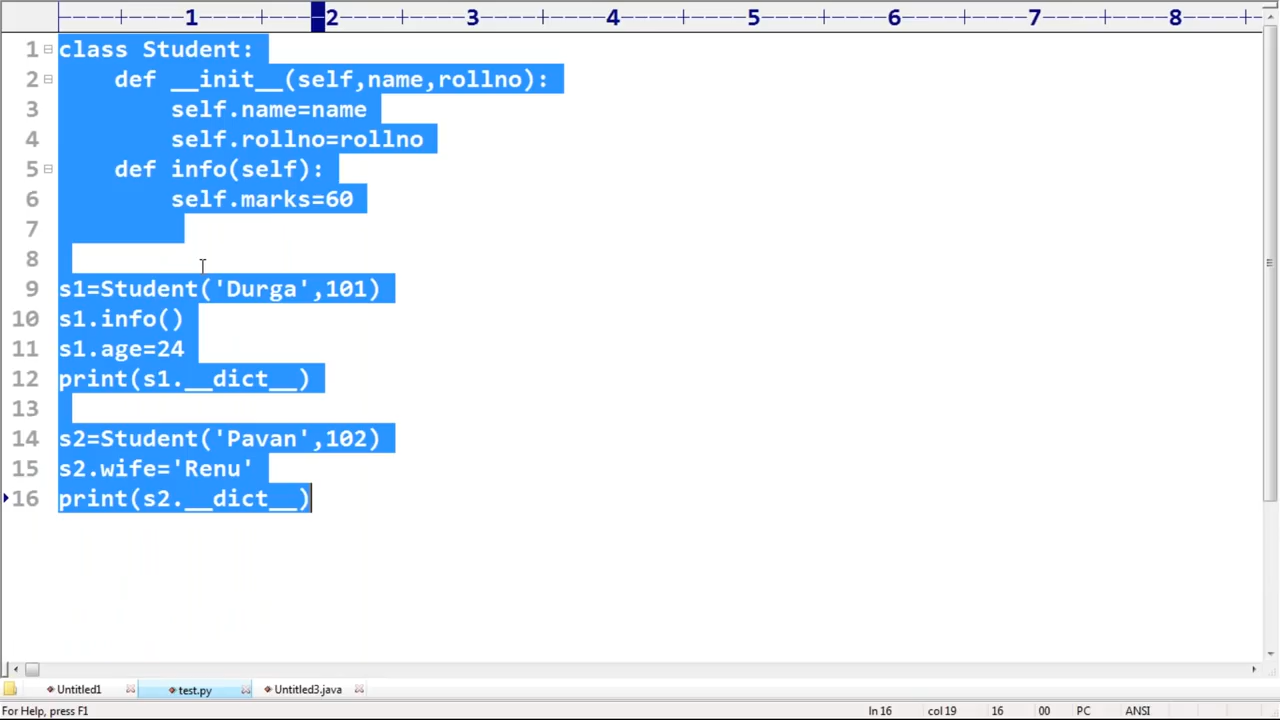 1 2 3 4 5 6 7 8
1 class Student:
2 def __init__(self,name,rollno):
3 self.name=name
4 self.rollno=rollno
5 def info(self):
6 self.marks=60
7
8
9 s1=Student('Durga',101)
10 s1.info()
11 s1.age=24
12 print(s1.__dict__)
13
14 s2=Student('Pavan',102)
15 s2.wife='Renu'
16 print(s2.__dict__)
Untitled1 test.py Untitled3.java
For Help, press F1 ln 16 col 19 16 00 PC ANSI